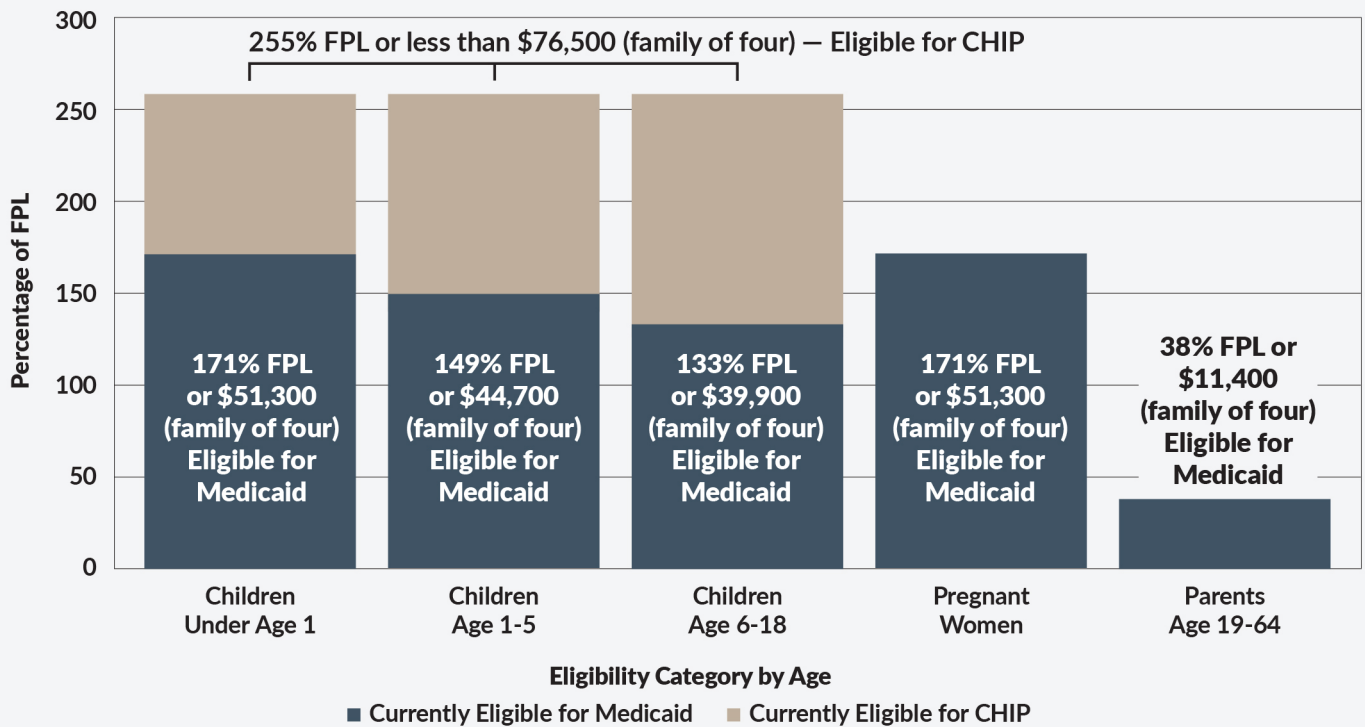 300
255% FPL or less than $76,500 (family of four) — Eligible for CHIP
250
200
150
100
50
0
Percentage of FPL
171% FPL
or $51,300
(family of four)
Eligible for
Medicaid
149% FPL
or $44,700
(family of four)
Eligible for
Medicaid
133% FPL
or $39,900
(family of four)
Eligible for
Medicaid
171% FPL
or $51,300
(family of four)
Eligible for
Medicaid
38% FPL or
$11,400
(family of four)
Eligible for
Medicaid
Children
Under Age 1
Children
Age 1-5
Children
Age 6-18
Pregnant
Women
Parents
Age 19-64
Eligibility Category by Age
Currently Eligible for Medicaid
Currently Eligible for CHIP